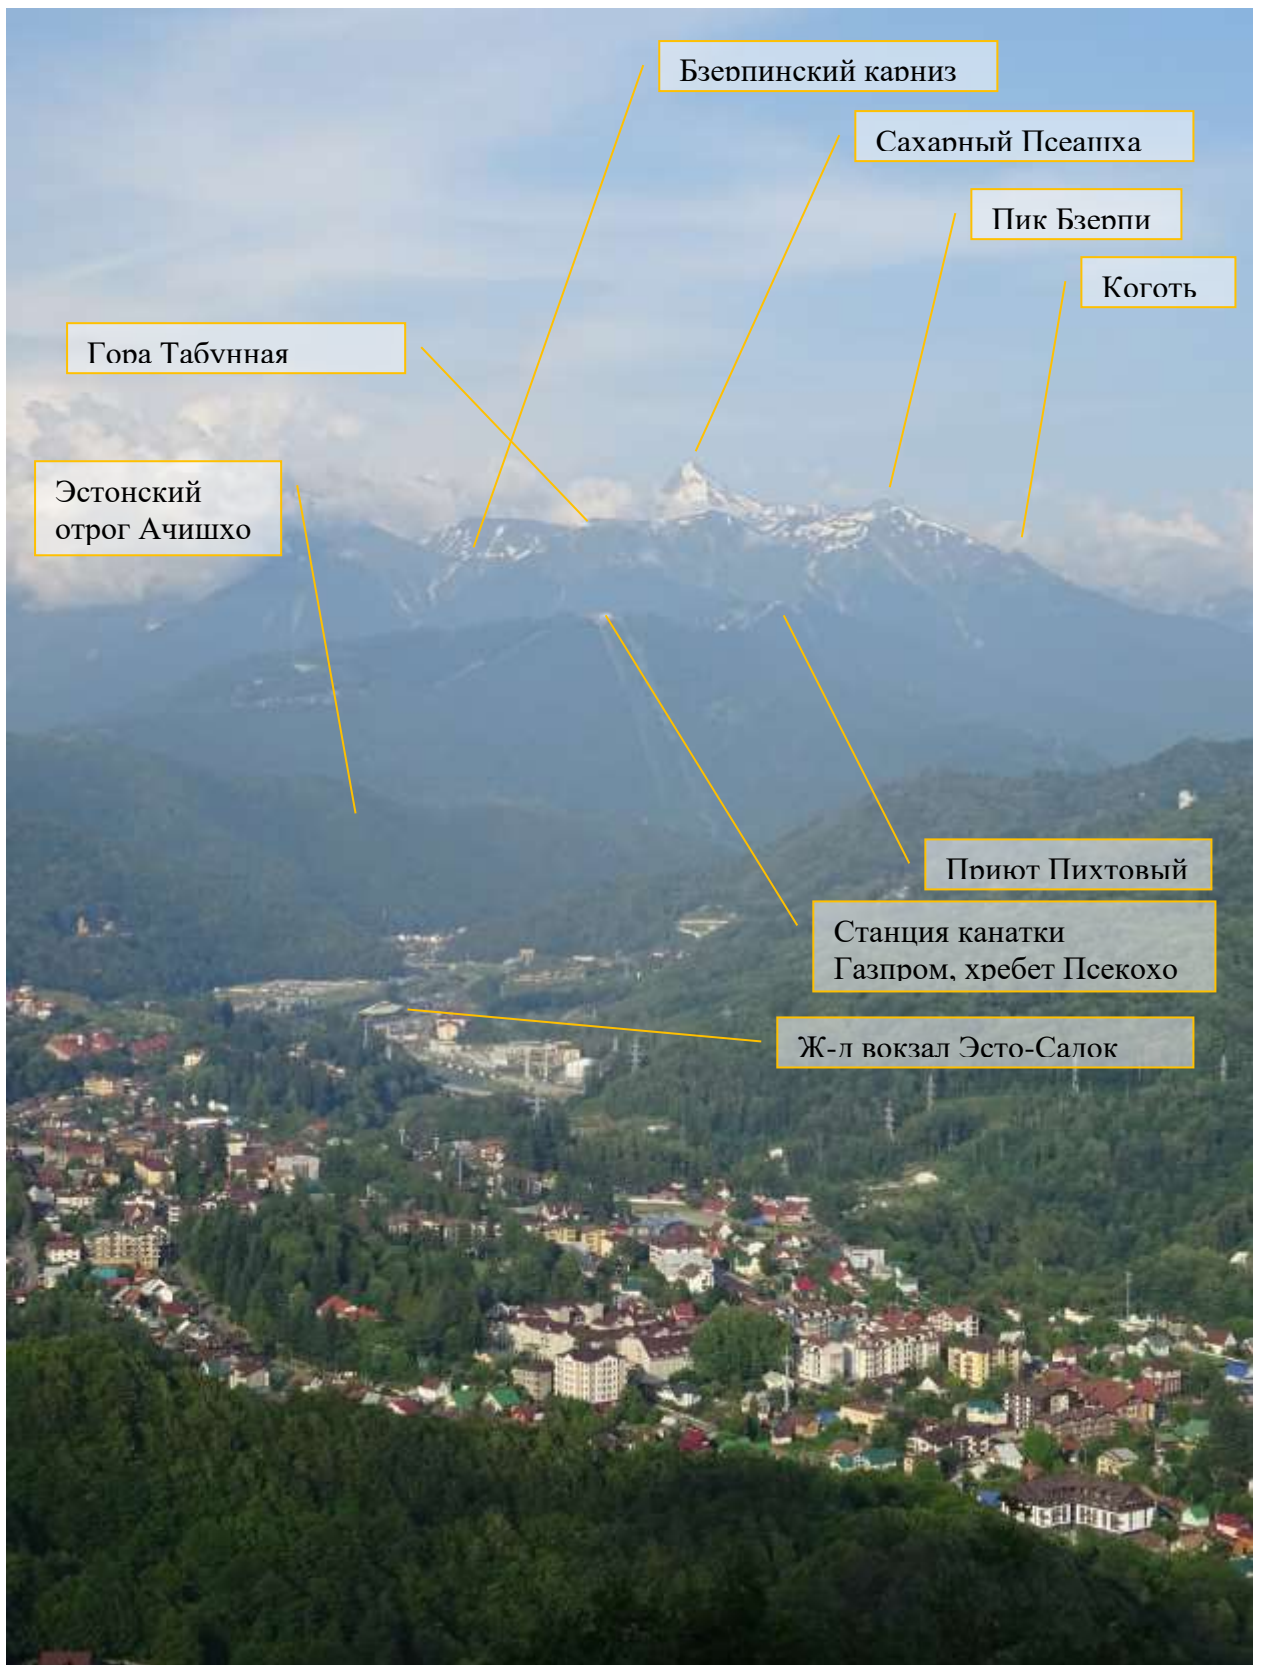 Бзерпинский карниз
Сахарный Псеашха
Пик Бзерпи
Коготь
Гора Табунная
Эстонский
отрог Ачишхо
Приют Пихтовый
Станция канатки
Газпром, хребет Псекохо
Ж-д вокзал Эсто-Садок